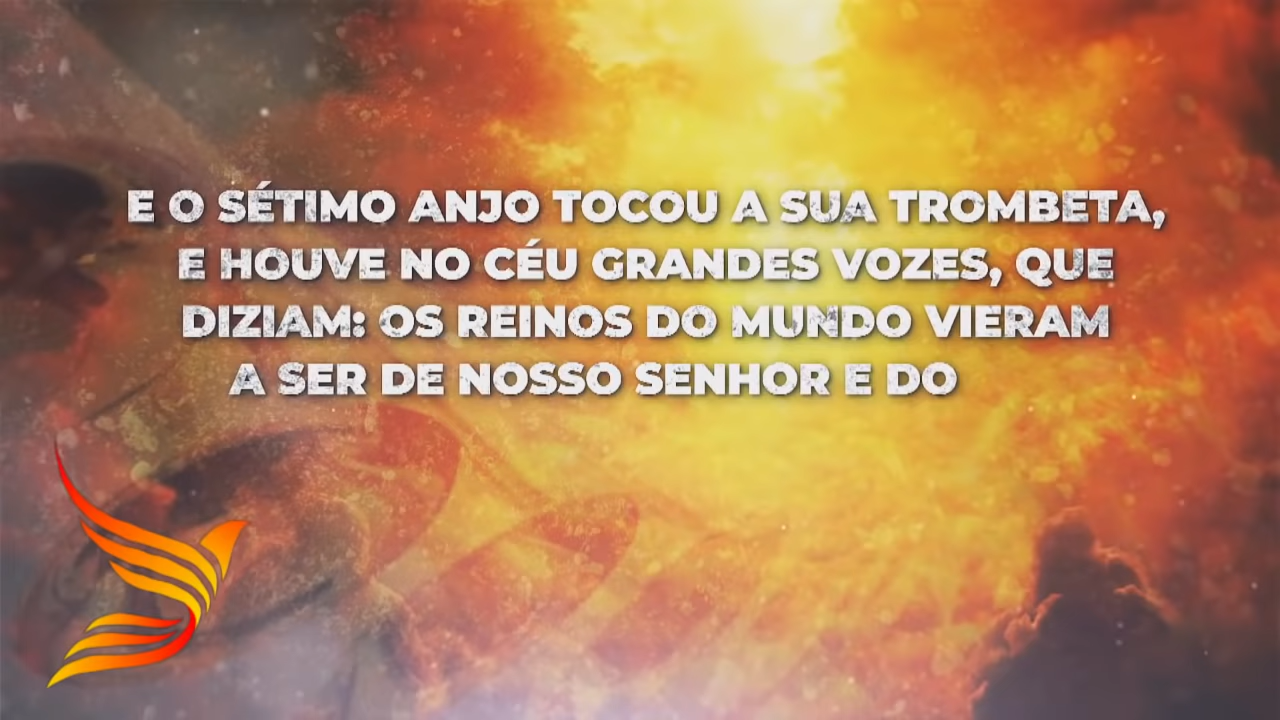 E O SÉTIMO ANJO TOCOU A SUA TROMBETA,
E HOUVE NO CÉU GRANDES VOZES, QUE
DIZIAM: OS REINOS DO MUNDO VIERAM
A SER DE NOSSO SENHOR E DO